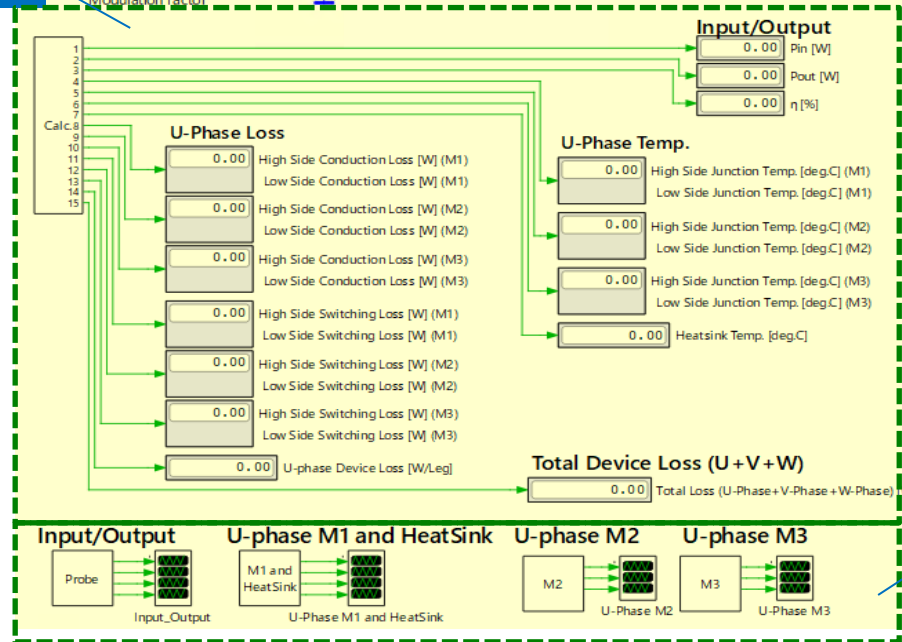 Modulation factor
Input/Output
1
2
3
4
5
6
7
Calc.8
9
10
11
12
13
14
15
0.00 Pin [W]
0.00 Pout [W]
0.00 η [%]
U-Phase Loss
0.00 High Side Conduction Loss [W] (M1)
Low Side Conduction Loss [W] (M1)
0.00 High Side Conduction Loss [W] (M2)
Low Side Conduction Loss [W] (M2)
0.00 High Side Conduction Loss [W] (M3)
Low Side Conduction Loss [W] (M3)
0.00 High Side Switching Loss [W] (M1)
Low Side Switching Loss [W] (M1)
0.00 High Side Switching Loss [W] (M2)
Low Side Switching Loss [W] (M2)
0.00 High Side Switching Loss [W] (M3)
Low Side Switching Loss [W] (M3)
0.00 U-phase Device Loss [W/Leg]
U-Phase Temp.
0.00 High Side Junction Temp. [deg.C] (M1)
Low Side Junction Temp. [deg.C] (M1)
0.00 High Side Junction Temp. [deg.C] (M2)
Low Side Junction Temp. [deg.C] (M2)
0.00 High Side Junction Temp. [deg.C] (M3)
Low Side Junction Temp. [deg.C] (M3)
0.00 Heatsink Temp. [deg.C]
Total Device Loss (U+V+W)
0.00 Total Loss (U-Phase+V-Phase+W-Phase)
Input/Output
Probe
Input_Output
U-phase M1 and HeatSink
M1 and
HeatSink
U-Phase M1 and HeatSink
U-phase M2
M2
U-Phase M2
U-phase M3
M3
U-Phase M3